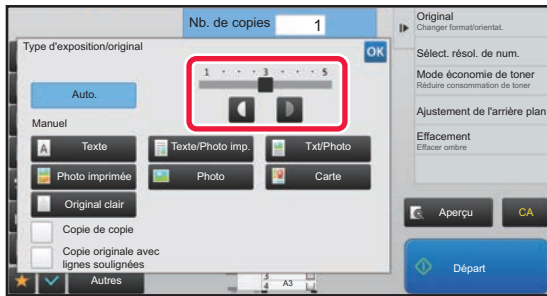 Nb. de copies 1
Type d'exposition/original
OK
1 3 5
Auto.
Manuel
A Texte
Texte/Photo imp.
Txt/Photo
Photo imprimée
Photo
Carte
Original clair
Copie de copie
Copie originale avec
lignes soulignées
Autres
3
4 A3
Original
Changer format/orientat.
Sélect. résol. de num.
Mode économie de toner
Réduire consommation de toner
Ajustement de l'arrière plan
Effacement
Effacer ombre
Aperçu
CA
Départ